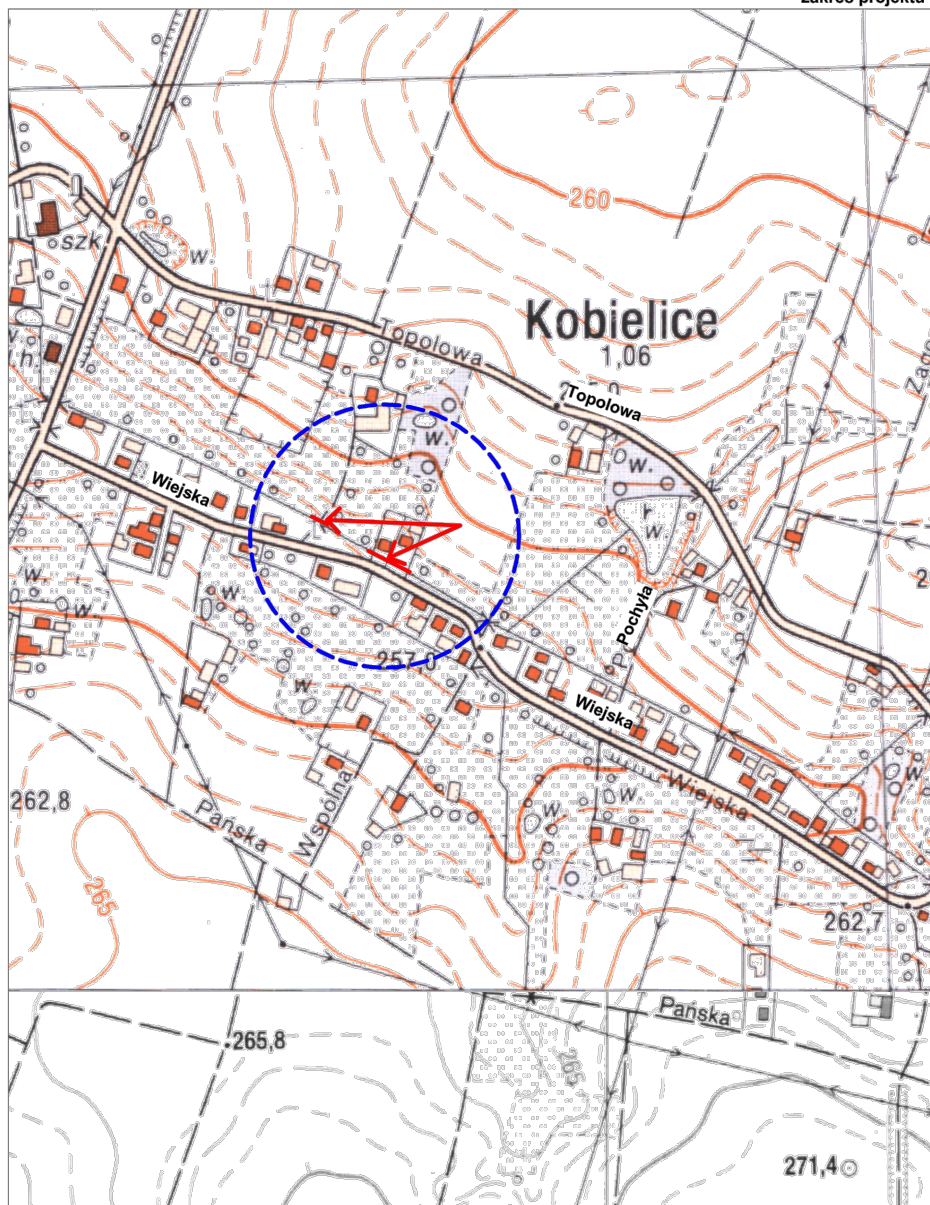 zakres projektu
260
szk
w.
Kobielice
1,06
Topolowa
Topolowa
w.
w.
Wiejska
w.
w
w.
Pochyła
257,
w
Wiejska
Wiejska
w
w.
w.
262,8
Pańska
Wspólna
265
262,7
Pańska
265,8
265
271,4